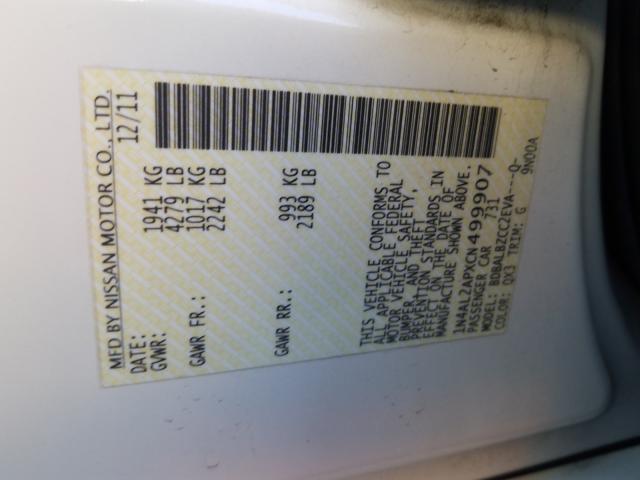 MFD BY NISSAN MOTOR CO., LTD.
DATE: 12/11
GVWR: 1941 KG
4279 LB
GAWR FR.: 1017 KG
2242 LB
GAWR RR.: 993 KG
2189 LB
THIS VEHICLE CONFORMS TO
ALL APPLICABLE FEDERAL
MOTOR VEHICLE SAFETY,
BUMPER, AND THEFT
PREVENTION STANDARDS IN
EFFECT ON THE DATE OF
MANUFACTURE SHOWN ABOVE.
1N4AL2APXCN499907
PASSENGER CAR 731
MODEL: BDBALBZCC2EVA----Q-
COLOR: QX3 TRIM: G 9N00A